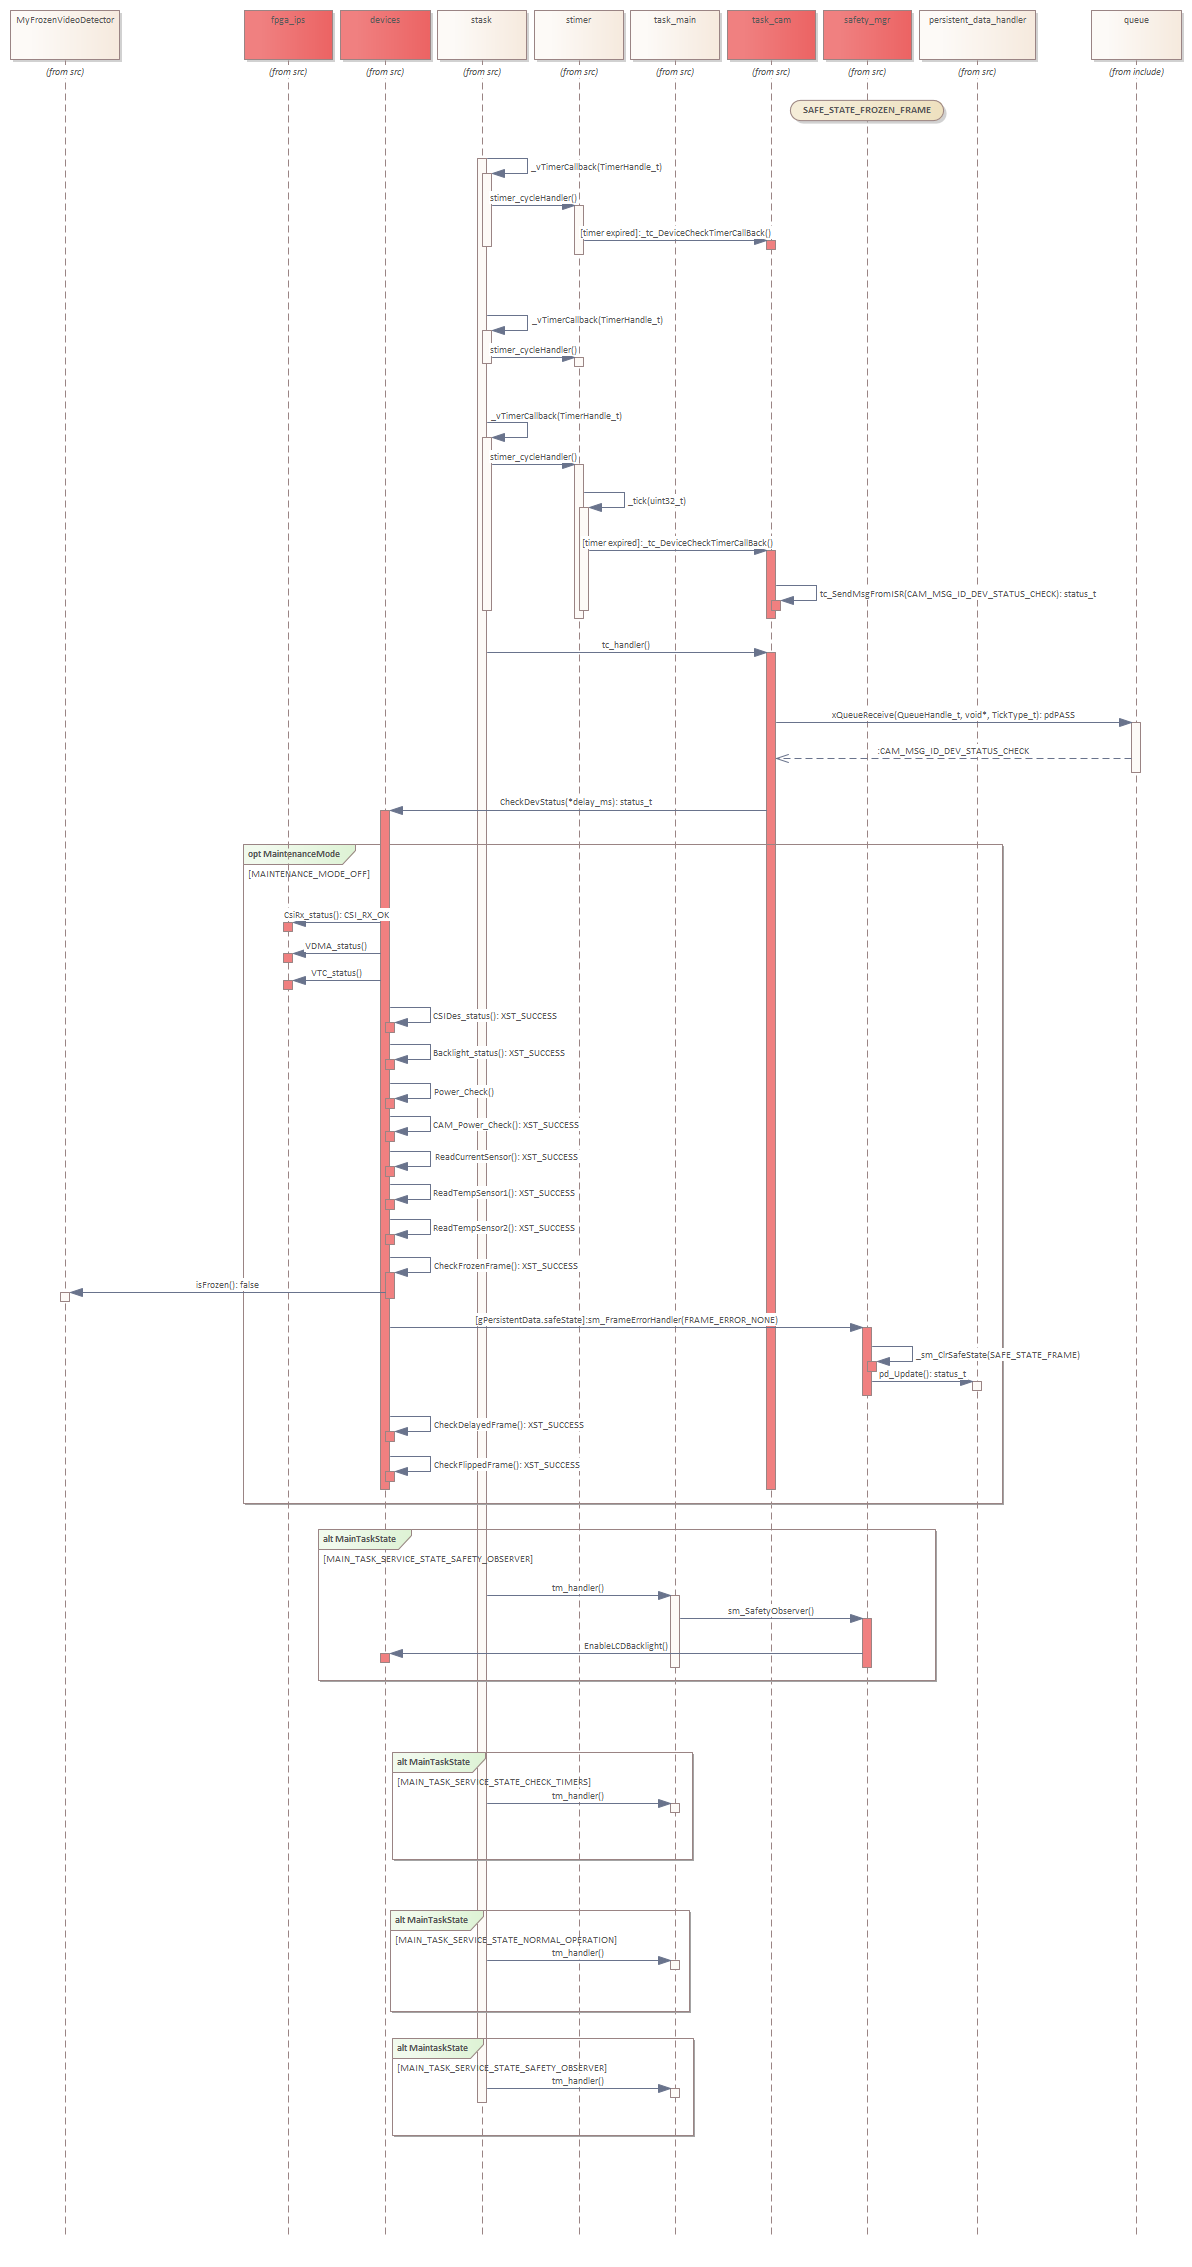 MyFrozenVideoDetector
fpga_ips
devices
stask
stimer
task_main
task_cam
safety_mgr
persistent_data_handler
queue
(from src)
(from src)
(from src)
(from src)
(from src)
(from src)
(from src)
(from src)
(from src)
(from include)
SAFE_STATE_FROZEN_FRAME
_vTimerCallback(TimerHandle_t)
stimer_cycleHandler()
[timer expired]:_tc_DeviceCheckTimerCallBack()
_vTimerCallback(TimerHandle_t)
stimer_cycleHandler()
_vTimerCallback(TimerHandle_t)
stimer_cycleHandler()
_tick(uint32_t)
[timer expired]:_tc_DeviceCheckTimerCallBack()
tc_SendMsgFromISR(CAM_MSG_ID_DEV_STATUS_CHECK): status_t
tc_handler()
xQueueReceive(QueueHandle_t, void*, TickType_t): pdPASS
:CAM_MSG_ID_DEV_STATUS_CHECK
CheckDevStatus(*delay_ms): status_t
opt MaintenanceMode
[MAINTENANCE_MODE_OFF]
CsiRx_status(): CSI_RX_OK
VDMA_status()
VTC_status()
CSIDes_status(): XST_SUCCESS
Backlight_status(): XST_SUCCESS
Power_Check()
CAM_Power_Check(): XST_SUCCESS
ReadCurrentSensor(): XST_SUCCESS
ReadTempSensor1(): XST_SUCCESS
ReadTempSensor2(): XST_SUCCESS
CheckFrozenFrame(): XST_SUCCESS
isFrozen(): false
[gPersistentData.safeState]:sm_FrameErrorHandler(FRAME_ERROR_NONE)
_sm_ClrSafeState(SAFE_STATE_FRAME)
pd_Update(): status_t
CheckDelayedFrame(): XST_SUCCESS
CheckFlippedFrame(): XST_SUCCESS
alt MainTaskState
[MAIN_TASK_SERVICE_STATE_SAFETY_OBSERVER]
tm_handler()
sm_SafetyObserver()
EnableLCDBacklight()
alt MainTaskState
[MAIN_TASK_SERVICE_STATE_CHECK_TIMERS]
tm_handler()
alt MainTaskState
[MAIN_TASK_SERVICE_STATE_NORMAL_OPERATION]
tm_handler()
alt MaintaskState
[MAIN_TASK_SERVICE_STATE_SAFETY_OBSERVER]
tm_handler()